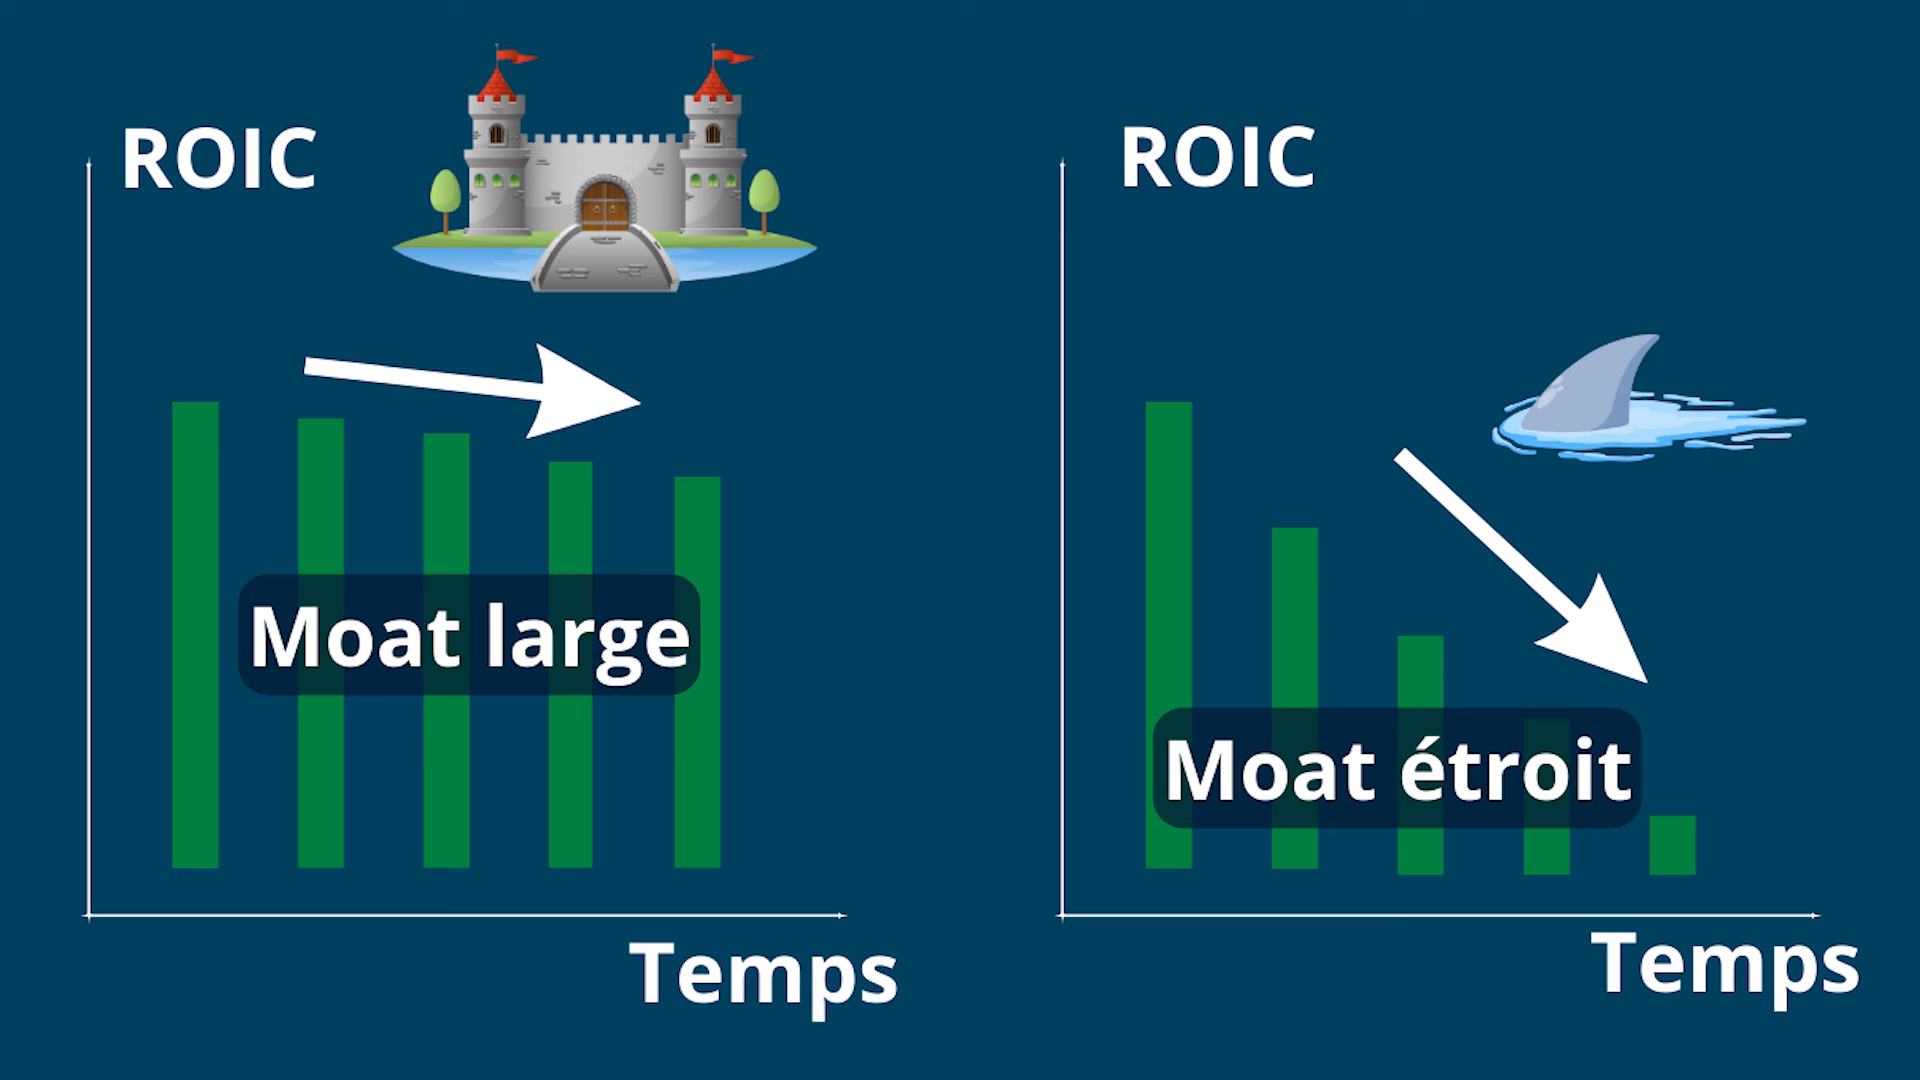 ROIC
Moat large
Temps
ROIC
Moat étroit
Temps